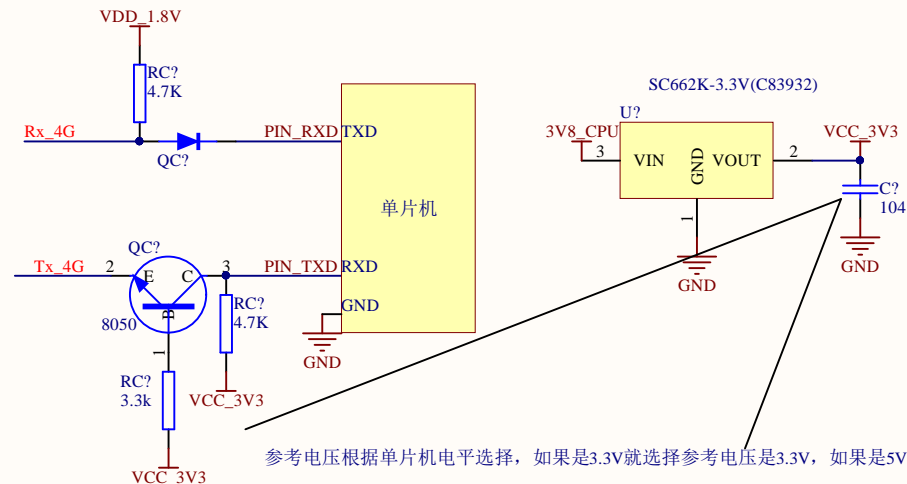 VDD_1.8V
RC?
4.7K
Rx_4G
QC?
PIN_RXD
TXD
单片机
Tx_4G
2
QC?
E
C
B
3
1
8050
PIN_TXD
RXD
RC?
4.7K
VCC_3V3
GND
GND
RC?
3.3k
VCC_3V3
SC662K-3.3V(C83932)
U?
3V8_CPU
3
VIN
GND
VOUT
2
1
GND
VCC_3V3
C?
104
GND
参考电压根据单片机电平选择，如果是3.3V就选择参考电压是3.3V，如果是5V